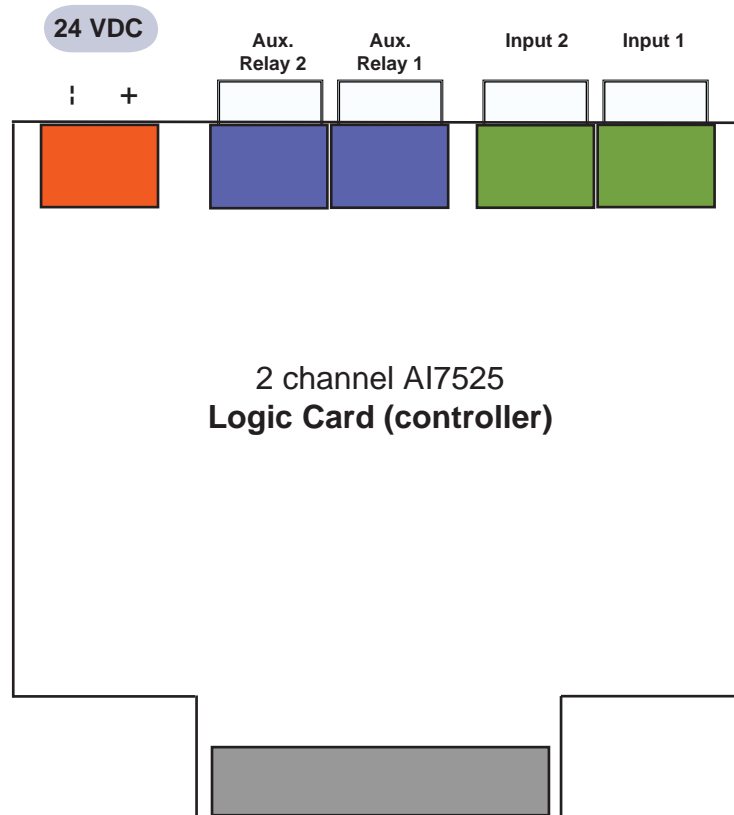 24 VDC
Aux.
Relay 2
Aux.
Relay 1
Input 2
Input 1
¦ +
2 channel AI7525
Logic Card (controller)